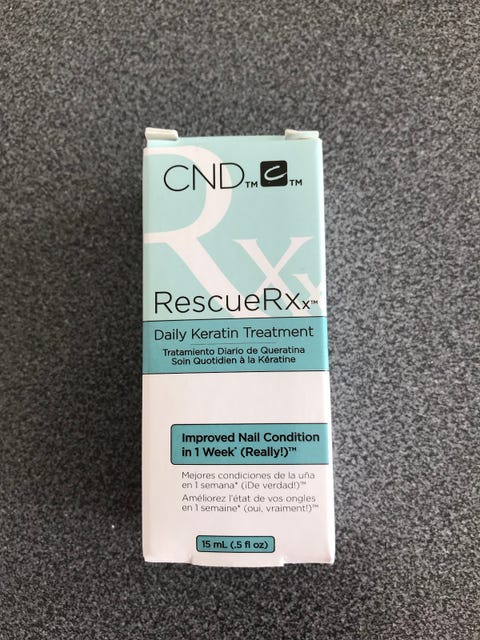 CND™ C™
Rx
x
RescueRxx™
Daily Keratin Treatment
Tratamiento Diario de Queratina
Soin Quotidien à la Kératine
Improved Nail Condition
in 1 Week* (Really!)™
Mejores condiciones de la uña
en 1 semana* (¡De verdad!)™
Améliorez l'état de vos ongles
en 1 semaine* (oui, vraiment!)™
15 mL (.5 fl oz)